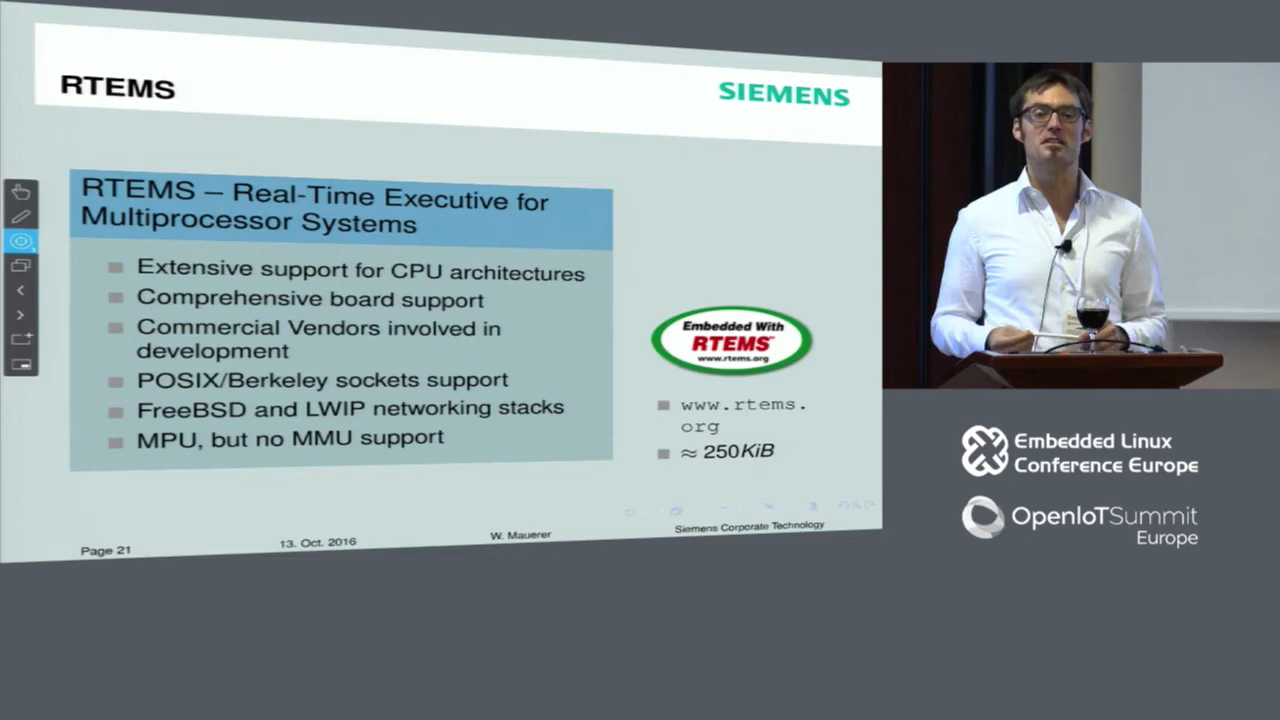 RTEMS
SIEMENS
RTEMS – Real-Time Executive for
Multiprocessor Systems
Extensive support for CPU architectures
Comprehensive board support
Commercial Vendors involved in
development
POSIX/Berkeley sockets support
FreeBSD and LWIP networking stacks
MPU, but no MMU support
Embedded With
RTEMS
www.rtems.org
www.rtems.
org
≈ 250KiB
Page 21
13. Oct. 2016
W. Mauerer
Siemens Corporate Technology
Embedded Linux
Conference Europe
OpenIoTSummit
Europe